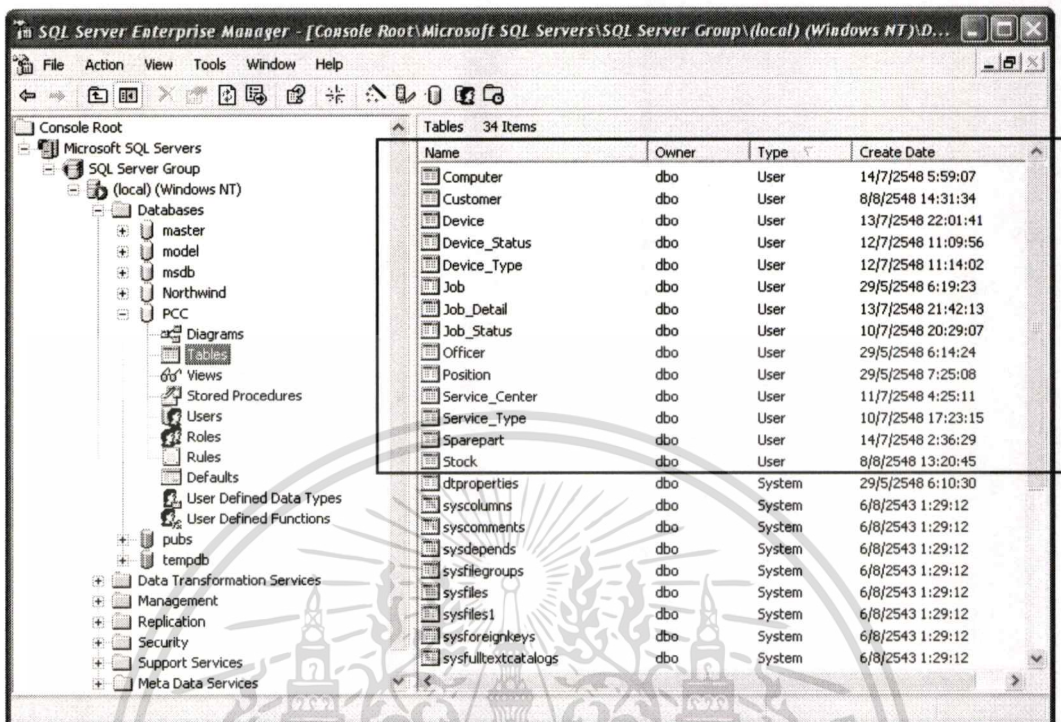 SQL Server Enterprise Manager - [Console Root\Microsoft SQL Servers\SQL Server Group\(local) (Windows NT)\D...
File Action View Tools Window Help
Console Root
Microsoft SQL Servers
SQL Server Group
(local) (Windows NT)
Databases
master
model
msdb
Northwind
PCC
Diagrams
Tables
Views
Stored Procedures
Users
Roles
Rules
Defaults
User Defined Data Types
User Defined Functions
pubs
tempdb
Data Transformation Services
Management
Replication
Security
Support Services
Meta Data Services
Tables 34 Items
Name Owner Type Create Date
Computer dbo User 14/7/2548 5:59:07
Customer dbo User 8/8/2548 14:31:34
Device dbo User 13/7/2548 22:01:41
Device_Status dbo User 12/7/2548 11:09:56
Device_Type dbo User 12/7/2548 11:14:02
Job dbo User 29/5/2548 6:19:23
Job_Detail dbo User 13/7/2548 21:42:13
Job_Status dbo User 10/7/2548 20:29:07
Officer dbo User 29/5/2548 6:14:24
Position dbo User 29/5/2548 7:25:08
Service_Center dbo User 11/7/2548 4:25:11
Service_Type dbo User 10/7/2548 17:23:15
Sparepart dbo User 14/7/2548 2:36:29
Stock dbo User 8/8/2548 13:20:45
dtproperties dbo System 29/5/2548 6:10:30
syscolumns dbo System 6/8/2543 1:29:12
syscomments dbo System 6/8/2543 1:29:12
sysdepends dbo System 6/8/2543 1:29:12
sysfilegroups dbo System 6/8/2543 1:29:12
sysfiles dbo System 6/8/2543 1:29:12
sysfiles1 dbo System 6/8/2543 1:29:12
sysforeignkeys dbo System 6/8/2543 1:29:12
sysfulltextcatalogs dbo System 6/8/2543 1:29:12